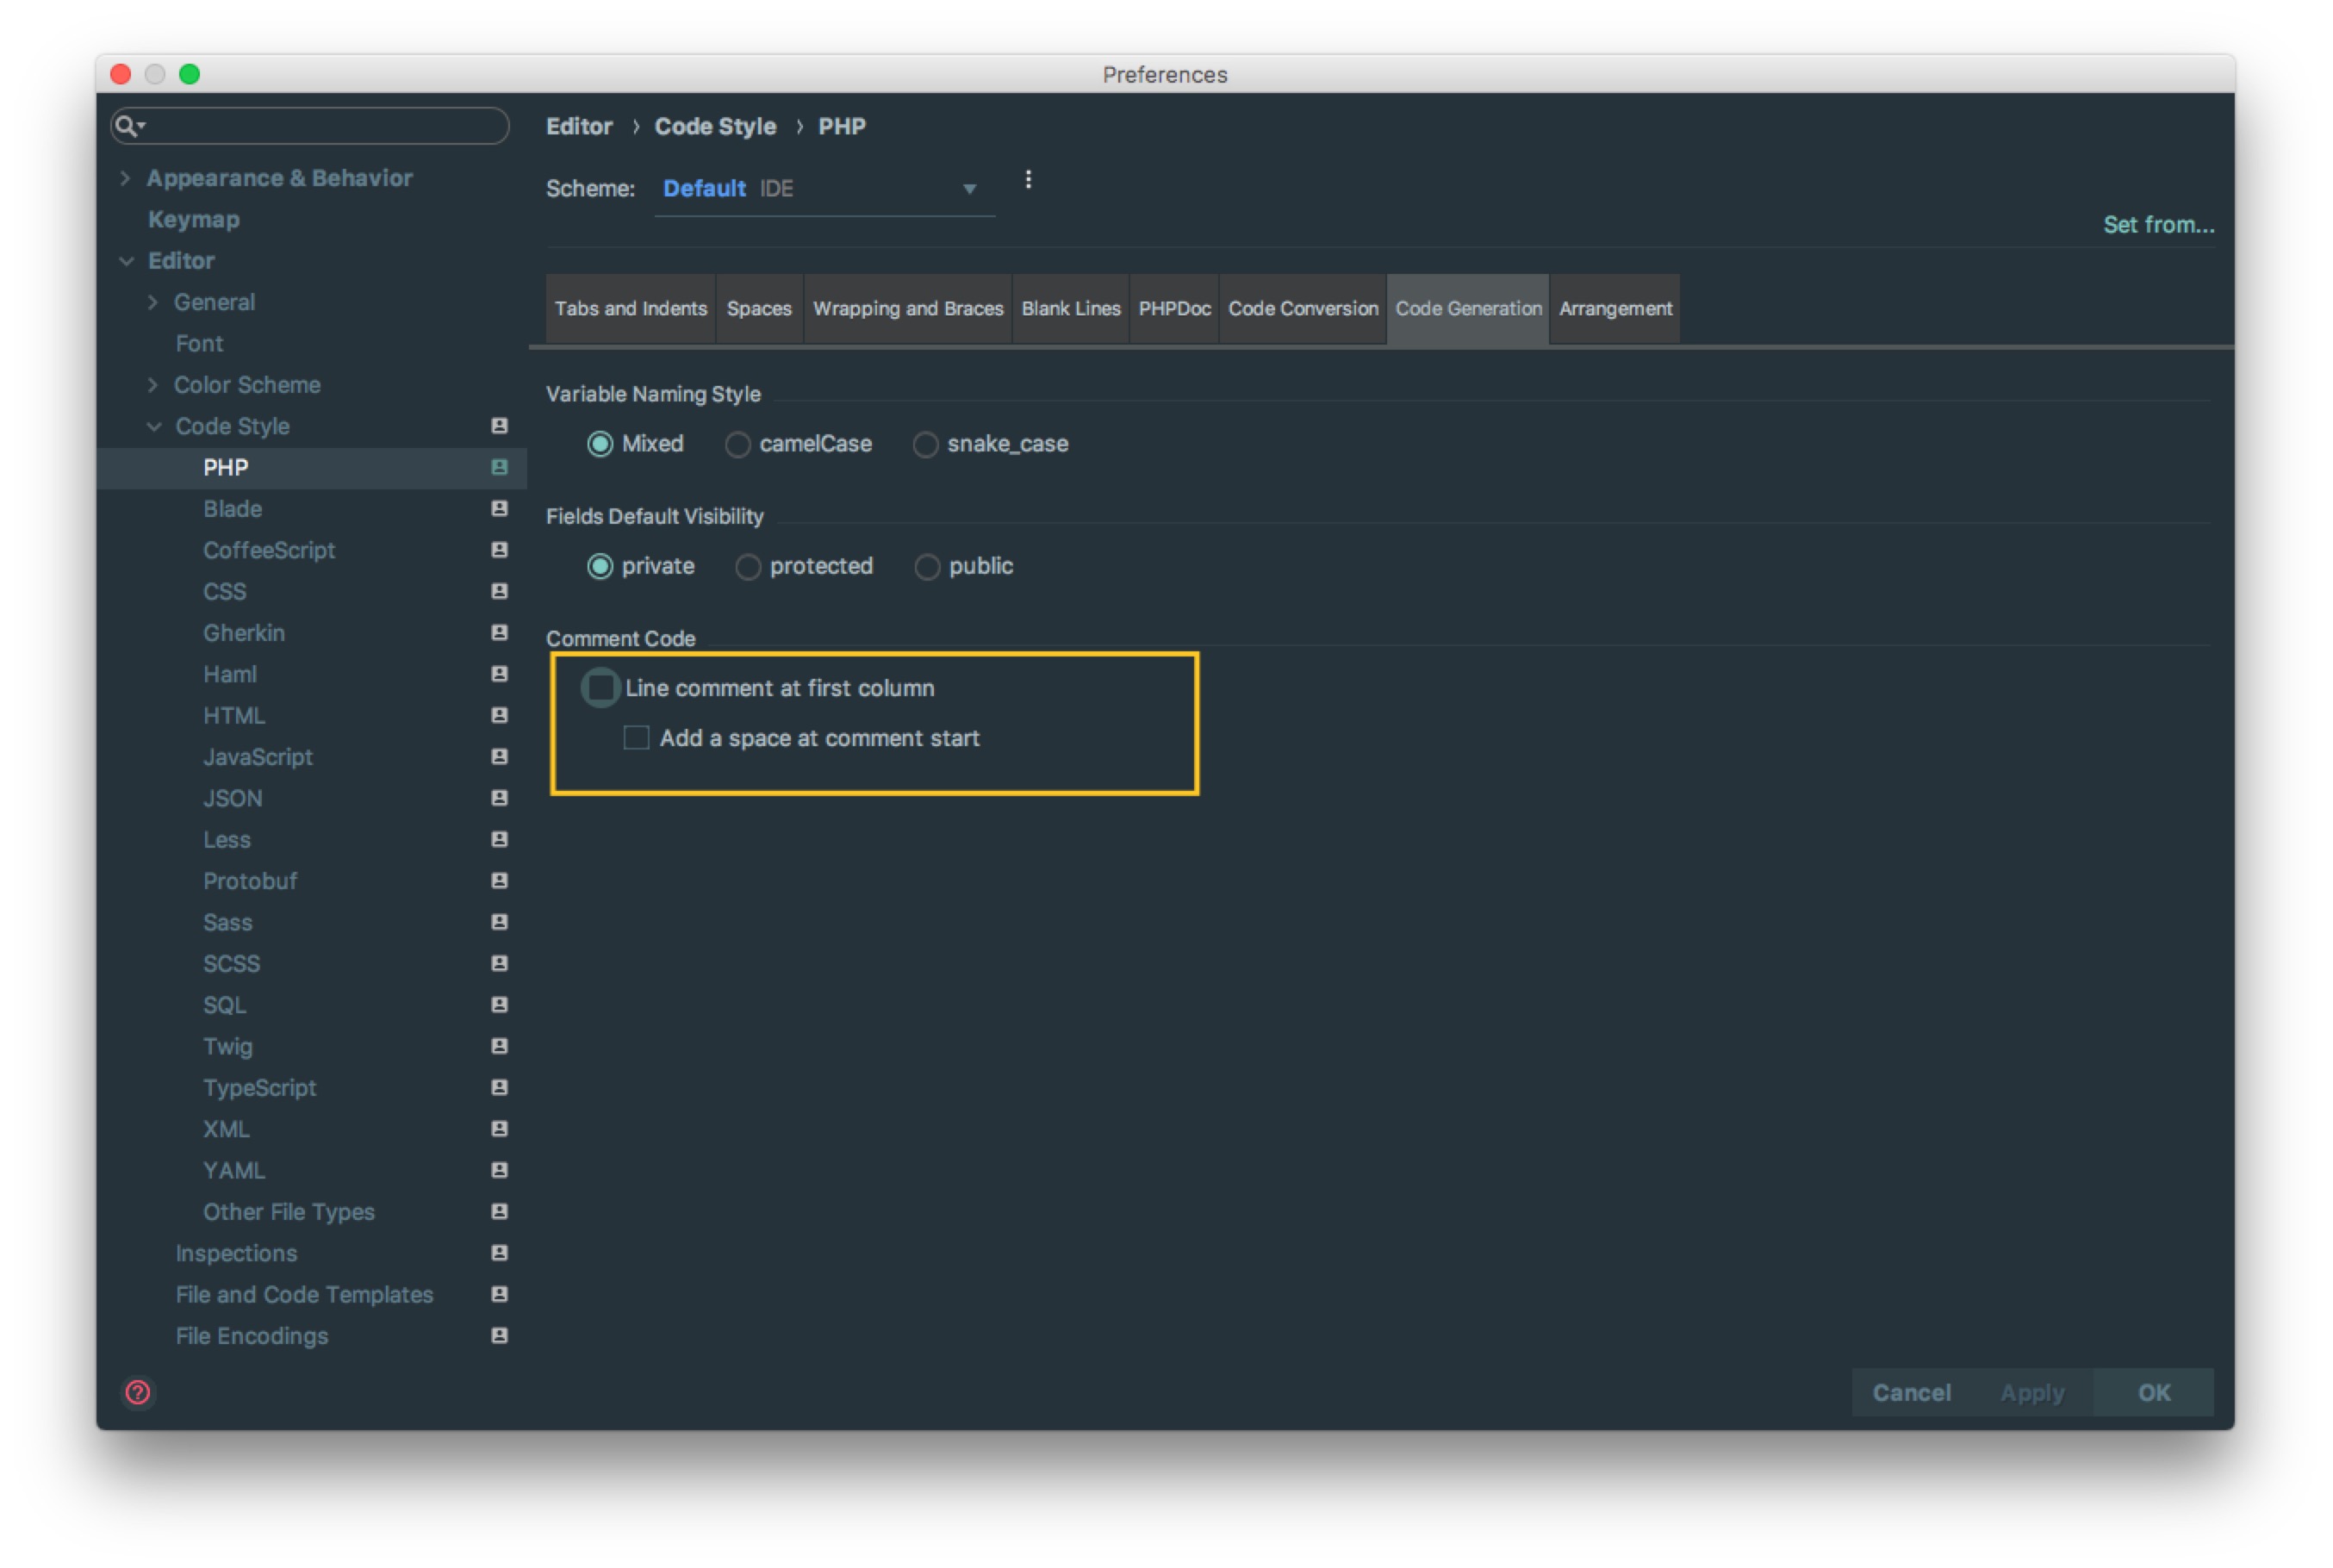 Preferences
Editor › Code Style › PHP
Scheme: Default IDE
Set from...
Appearance & Behavior
Keymap
Editor
General
Font
Color Scheme
Code Style
PHP
Blade
CoffeeScript
CSS
Gherkin
Haml
HTML
JavaScript
JSON
Less
Protobuf
Sass
SCSS
SQL
Twig
TypeScript
XML
YAML
Other File Types
Inspections
File and Code Templates
File Encodings
Tabs and Indents Spaces Wrapping and Braces Blank Lines PHPDoc Code Conversion Code Generation Arrangement
Variable Naming Style
Mixed camelCase snake_case
Fields Default Visibility
private protected public
Comment Code
Line comment at first column
Add a space at comment start
?
Cancel Apply OK